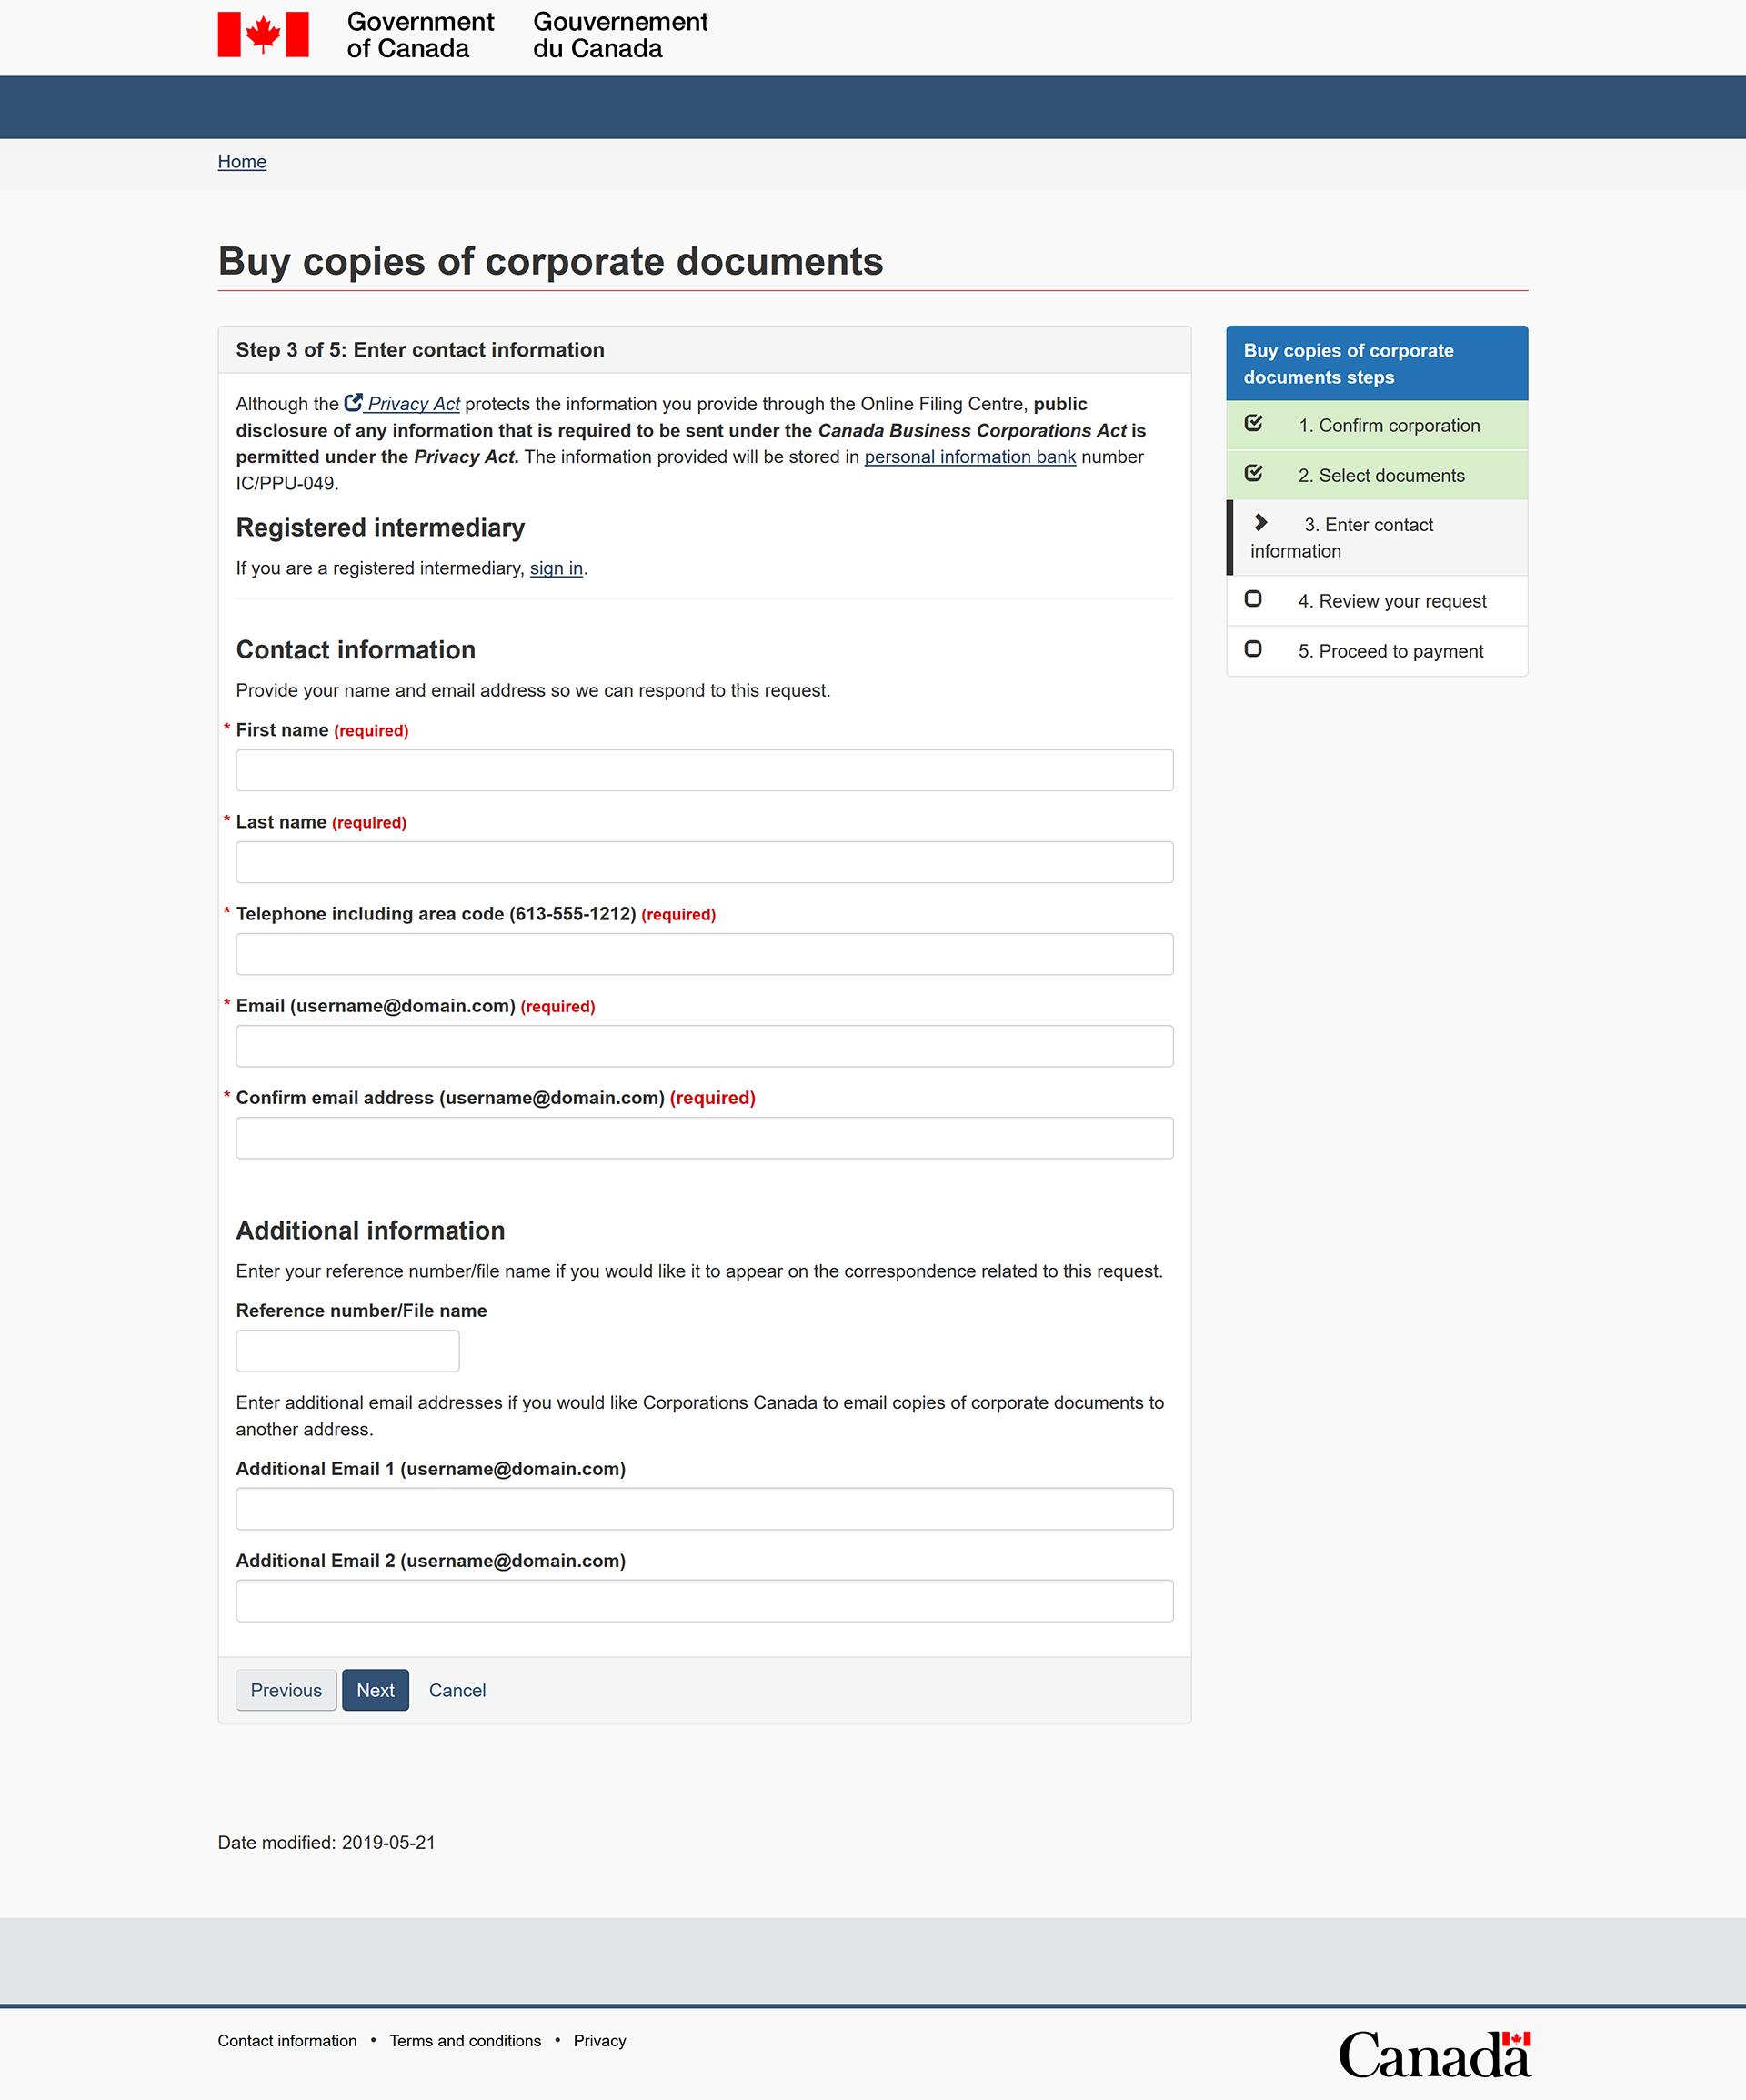 Government
of Canada
Gouvernement
du Canada
Home
Buy copies of corporate documents
Step 3 of 5: Enter contact information
Although the Privacy Act protects the information you provide through the Online Filing Centre, public
disclosure of any information that is required to be sent under the Canada Business Corporations Act is
permitted under the Privacy Act. The information provided will be stored in personal information bank number
IC/PPU-049.
Registered intermediary
If you are a registered intermediary, sign in.
Contact information
Provide your name and email address so we can respond to this request.
* First name (required)
* Last name (required)
* Telephone including area code (613-555-1212) (required)
* Email (username@domain.com) (required)
* Confirm email address (username@domain.com) (required)
Additional information
Enter your reference number/file name if you would like it to appear on the correspondence related to this request.
Reference number/File name
Enter additional email addresses if you would like Corporations Canada to email copies of corporate documents to
another address.
Additional Email 1 (username@domain.com)
Additional Email 2 (username@domain.com)
Previous Next Cancel
Buy copies of corporate
documents steps
1. Confirm corporation
2. Select documents
3. Enter contact
information
4. Review your request
5. Proceed to payment
Date modified: 2019-05-21
Contact information • Terms and conditions • Privacy
Canada